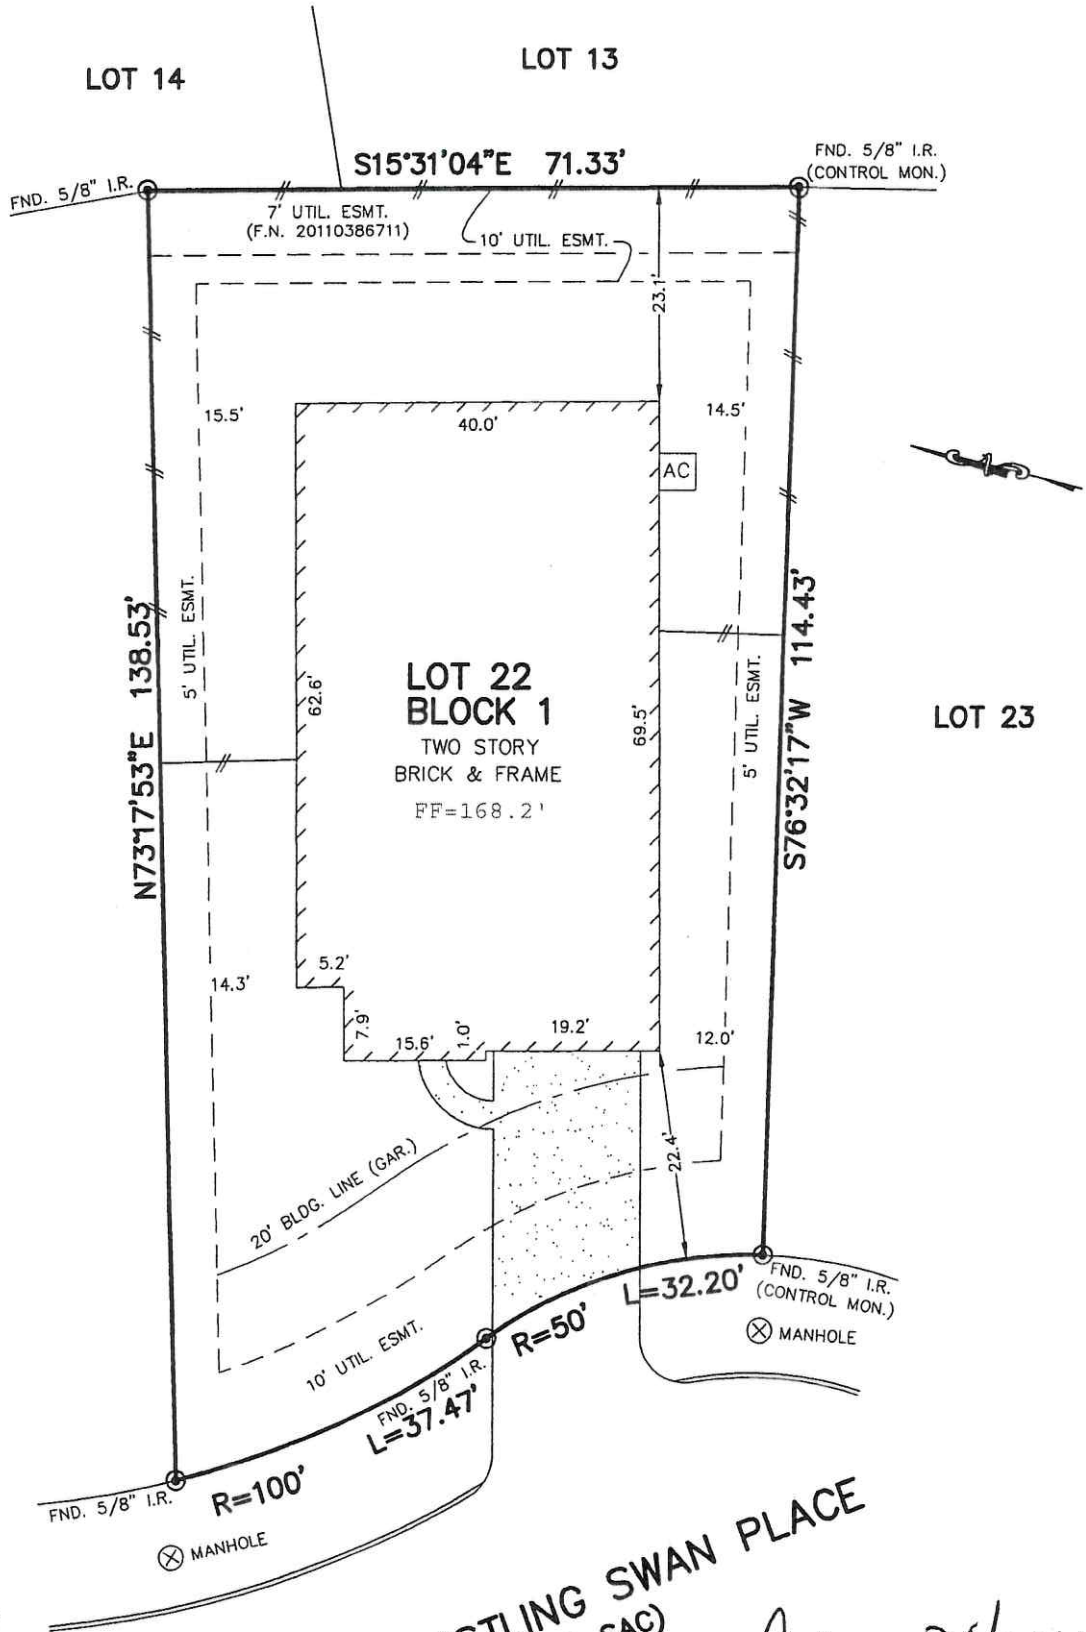 LOT 14
LOT 13
S15°31'04"E 71.33'
FND. 5/8" I.R.
FND. 5/8" I.R.
(CONTROL MON.)
7' UTIL. ESMT.
(F.N. 20110386711)
10' UTIL. ESMT.
23.1'
15.5'
40.0'
14.5'
AC
5' UTIL. ESMT.
N73°17'53"E 138.53'
62.6'
LOT 22
BLOCK 1
TWO STORY
BRICK & FRAME
FF=168.2'
69.5'
5' UTIL. ESMT.
S76°32'17"W 114.43'
LOT 23
5.2'
14.3'
7.9'
15.6'
1.0'
19.2'
12.0'
22.4'
20' BLDG. LINE (GAR.)
10' UTIL. ESMT.
L=32.20'
R=50'
FND. 5/8" I.R.
(CONTROL MON.)
MANHOLE
FND. 5/8" I.R.
L=37.47'
R=100'
FND. 5/8" I.R.
MANHOLE
SWAN PLACE